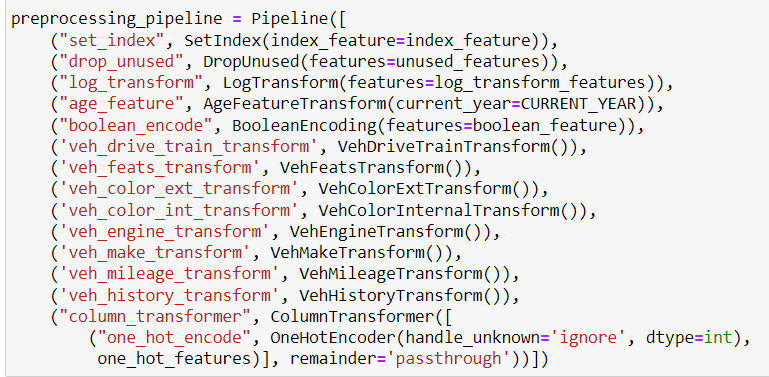 preprocessing_pipeline = Pipeline([
    ("set_index", SetIndex(index_feature=index_feature)),
    ("drop_unused", DropUnused(features=unused_features)),
    ("log_transform", LogTransform(features=log_transform_features)),
    ("age_feature", AgeFeatureTransform(current_year=CURRENT_YEAR)),
    ("boolean_encode", BooleanEncoding(features=boolean_feature)),
    ('veh_drive_train_transform', VehDriveTrainTransform()),
    ('veh_feats_transform', VehFeatsTransform()),
    ('veh_color_ext_transform', VehColorExtTransform()),
    ('veh_color_int_transform', VehColorInternalTransform()),
    ('veh_engine_transform', VehEngineTransform()),
    ('veh_make_transform', VehMakeTransform()),
    ('veh_mileage_transform', VehMileageTransform()),
    ('veh_history_transform', VehHistoryTransform()),
    ("column_transformer", ColumnTransformer([
        ("one_hot_encode", OneHotEncoder(handle_unknown='ignore', dtype=int),
         one_hot_features)], remainder='passthrough'))])